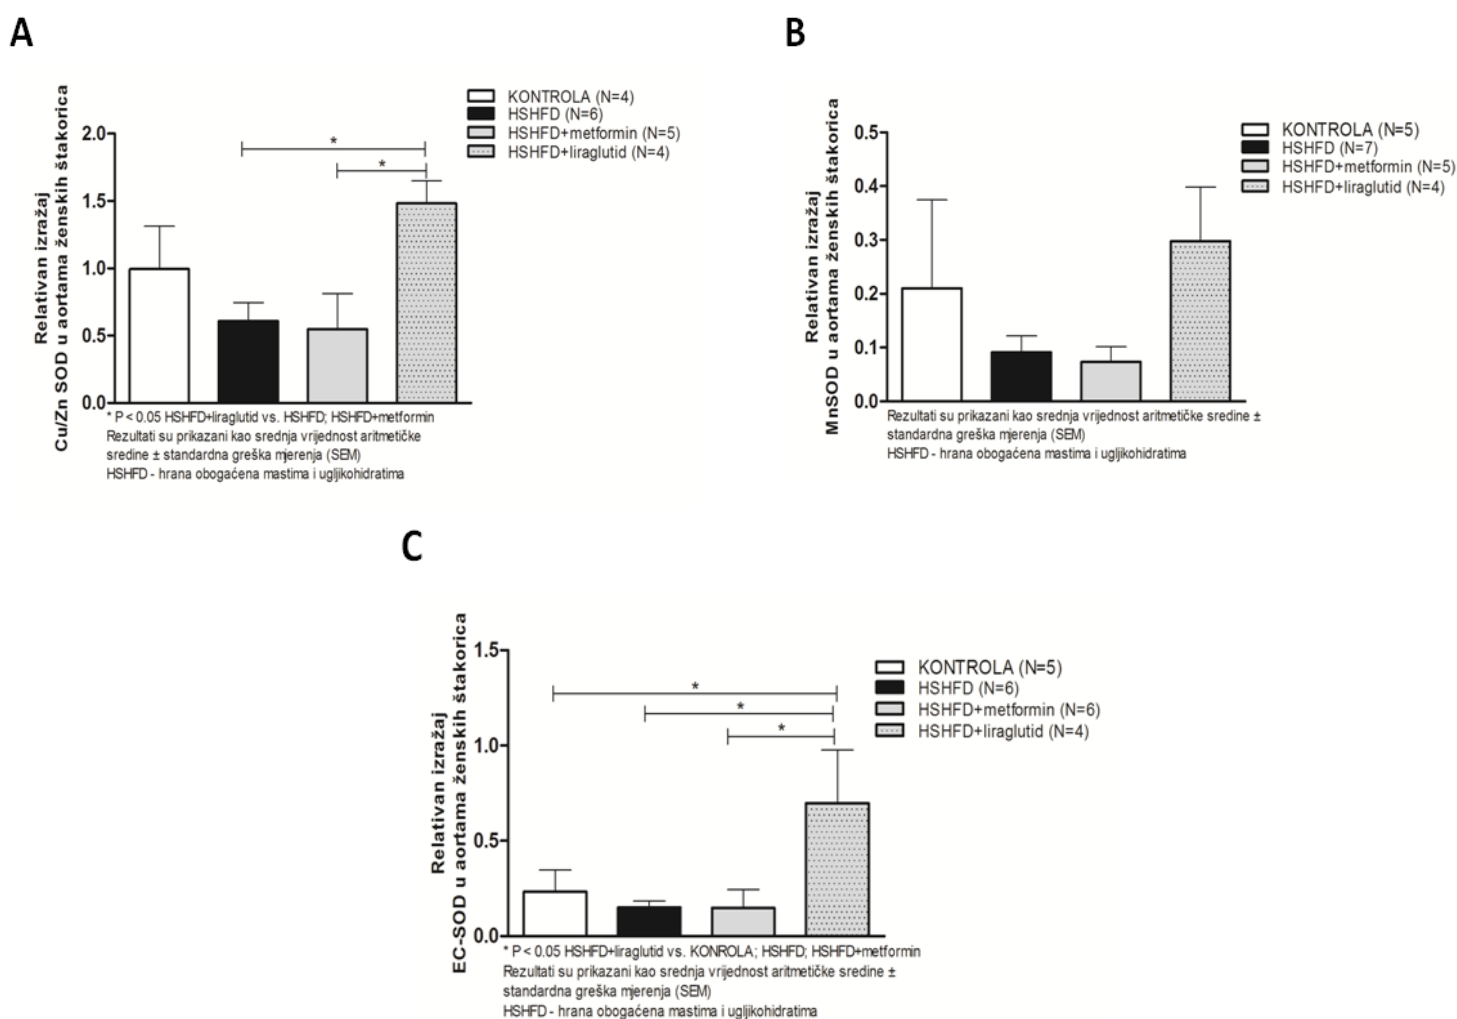 A
Relativan izražaj
Cu/Zn SOD u aortama ženskih štakorica
KONTROLA (N=4)
HSHFD (N=6)
HSHFD+metformin (N=5)
HSHFD+liraglutid (N=4)
2.0
1.5
1.0
0.5
0.0
*
*
* P < 0.05 HSHFD+liraglutid vs. HSHFD; HSHFD+metformin
Rezultati su prikazani kao srednja vrijednost aritmetičke
sredine ± standardna greška mjerenja (SEM)
HSHFD - hrana obogaćena mastima i ugljikohidratima
B
Relativan izražaj
MnSOD u aortama ženskih štakorica
KONTROLA (N=5)
HSHFD (N=7)
HSHFD+metformin (N=5)
HSHFD+liraglutid (N=4)
0.5
0.4
0.3
0.2
0.1
0.0
Rezultati su prikazani kao srednja vrijednost aritmetičke sredine ±
standardna greška mjerenja (SEM)
HSHFD - hrana obogaćena mastima i ugljikohidratima
C
Relativan izražaj
EC-SOD u aortama ženskih štakorica
KONTROLA (N=5)
HSHFD (N=6)
HSHFD+metformin (N=6)
HSHFD+liraglutid (N=4)
1.5
1.0
0.5
0.0
*
*
*
* P < 0.05 HSHFD+liraglutid vs. KONROLA; HSHFD; HSHFD+metformin
Rezultati su prikazani kao srednja vrijednost aritmetičke sredine ±
standardna greška mjerenja (SEM)
HSHFD - hrana obogaćena mastima i ugljikohidratima